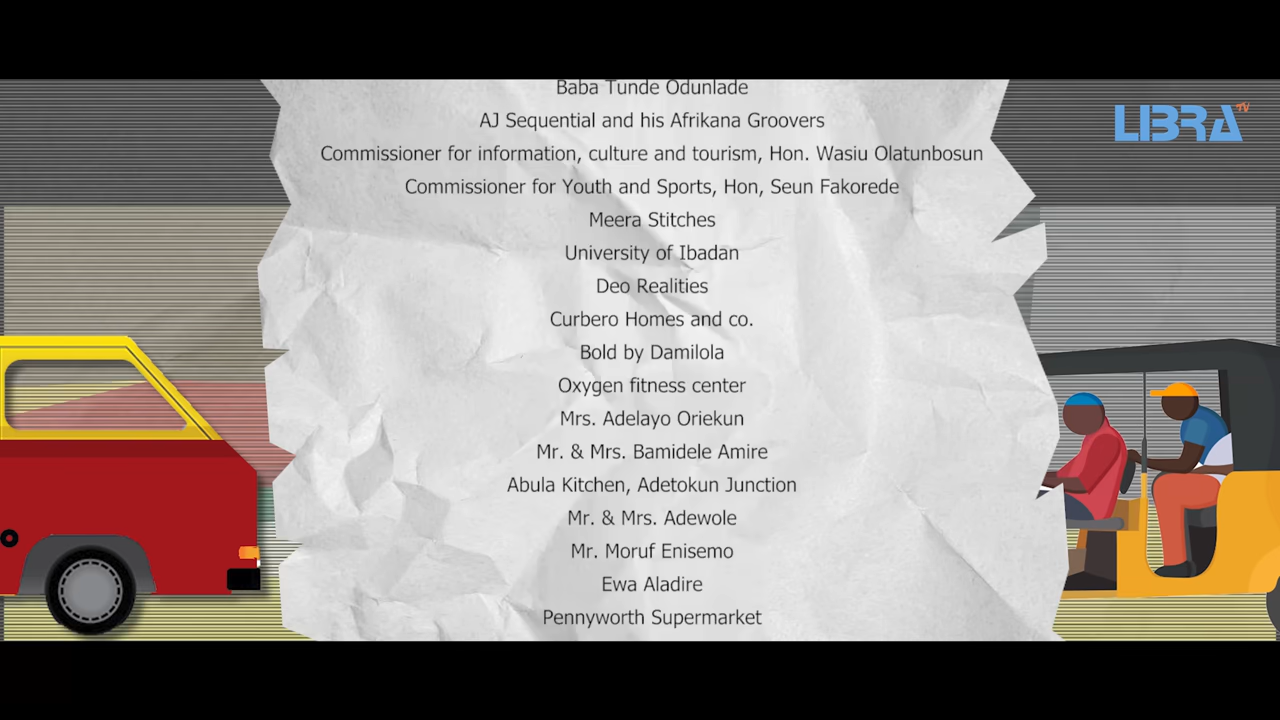 Baba Tunde Odunlade
AJ Sequential and his Afrikana Groovers
Commissioner for information, culture and tourism, Hon. Wasiu Olatunbosun
Commissioner for Youth and Sports, Hon, Seun Fakorede
Meera Stitches
University of Ibadan
Deo Realities
Curbero Homes and co.
Bold by Damilola
Oxygen fitness center
Mrs. Adelayo Oriekun
Mr. & Mrs. Bamidele Amire
Abula Kitchen, Adetokun Junction
Mr. & Mrs. Adewole
Mr. Moruf Enisemo
Ewa Aladire
Pennyworth Supermarket
LIBRA TV